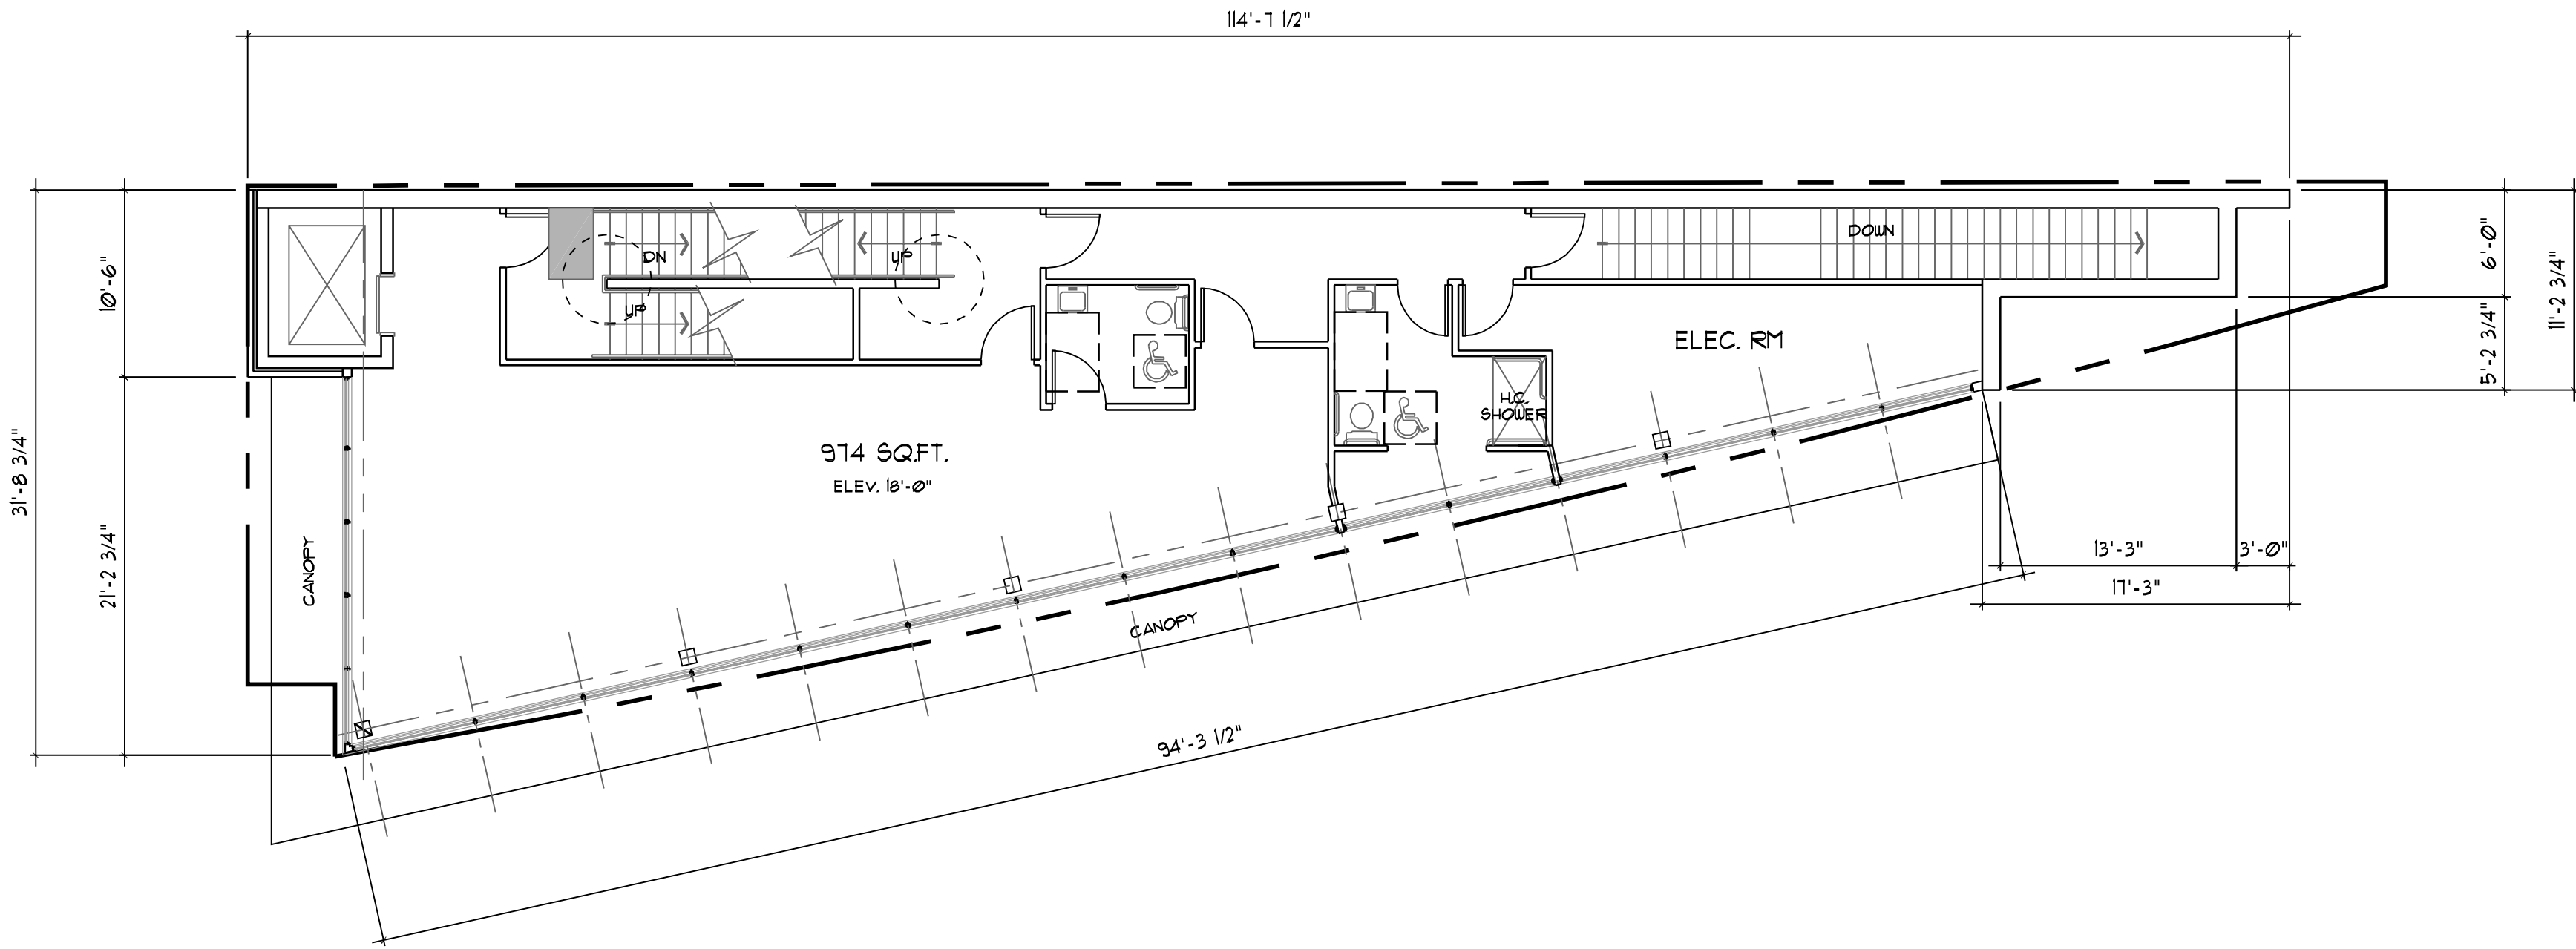 114'-7 1/2"
DOWN
DN
UP
UP
6'-0"
10'-6"
11'-2 3/4"
5'-2 3/4"
ELEC. RM
H.C.
SHOWER
974 SQ.FT.
ELEV. 18'-0"
31'-8 3/4"
21'-2 3/4"
CANOPY
13'-3"
3'-0"
17'-3"
CANOPY
94'-3 1/2"